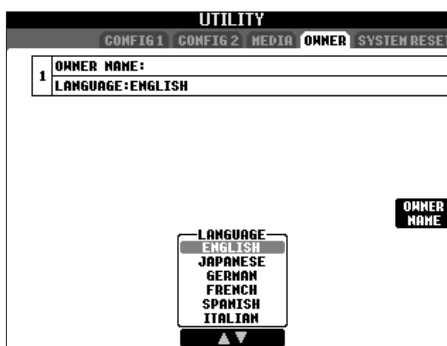 UTILITY
CONFIG 1 CONFIG 2 MEDIA OWNER SYSTEM RESET
1 OWNER NAME:
LANGUAGE:ENGLISH
OWNER
NAME
LANGUAGE
ENGLISH
JAPANESE
GERMAN
FRENCH
SPANISH
ITALIAN